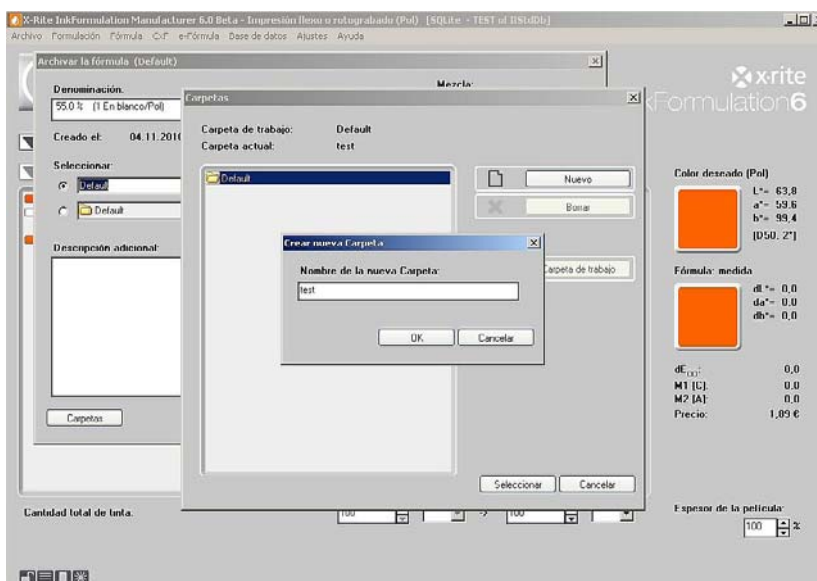 X-Rite InkFormulation Manufacturer 6.0 Beta - Impresión flexo u rotograbado (Pol) [SQLite - TEST of RStdDb]
Archivo Formulación Fórmula CxF e-Fórmula Base de datos Ajustes Ayuda
x·rite
kFormulation6
Archivar la fórmula (Default)
Denominación:
Mezcla:
55.0 % (1 En blanco/Pol)
Creado el: 04.11.2010
Seleccionar:
Default
Default
Descripción adicional:
Carpetas
Carpetas
Carpeta de trabajo: Default
Carpeta actual: test
Default
Nuevo
Borrar
Carpeta de trabajo
Seleccionar
Cancelar
Crear nueva Carpeta
Nombre de la nueva Carpeta:
test
OK
Cancelar
Color deseado (Pol)
L*= 63,8
a*= 59,6
b*= 99,4
[D50, 2°]
Fórmula: medida
dL*= 0,0
da*= 0,0
db*= 0,0
dE00: 0,0
M1 [C]: 0,0
M2 [A]: 0,0
Precio: 1,09 €
Cantidad total de tinta:
100
->
100
Espesor de la película:
100 %